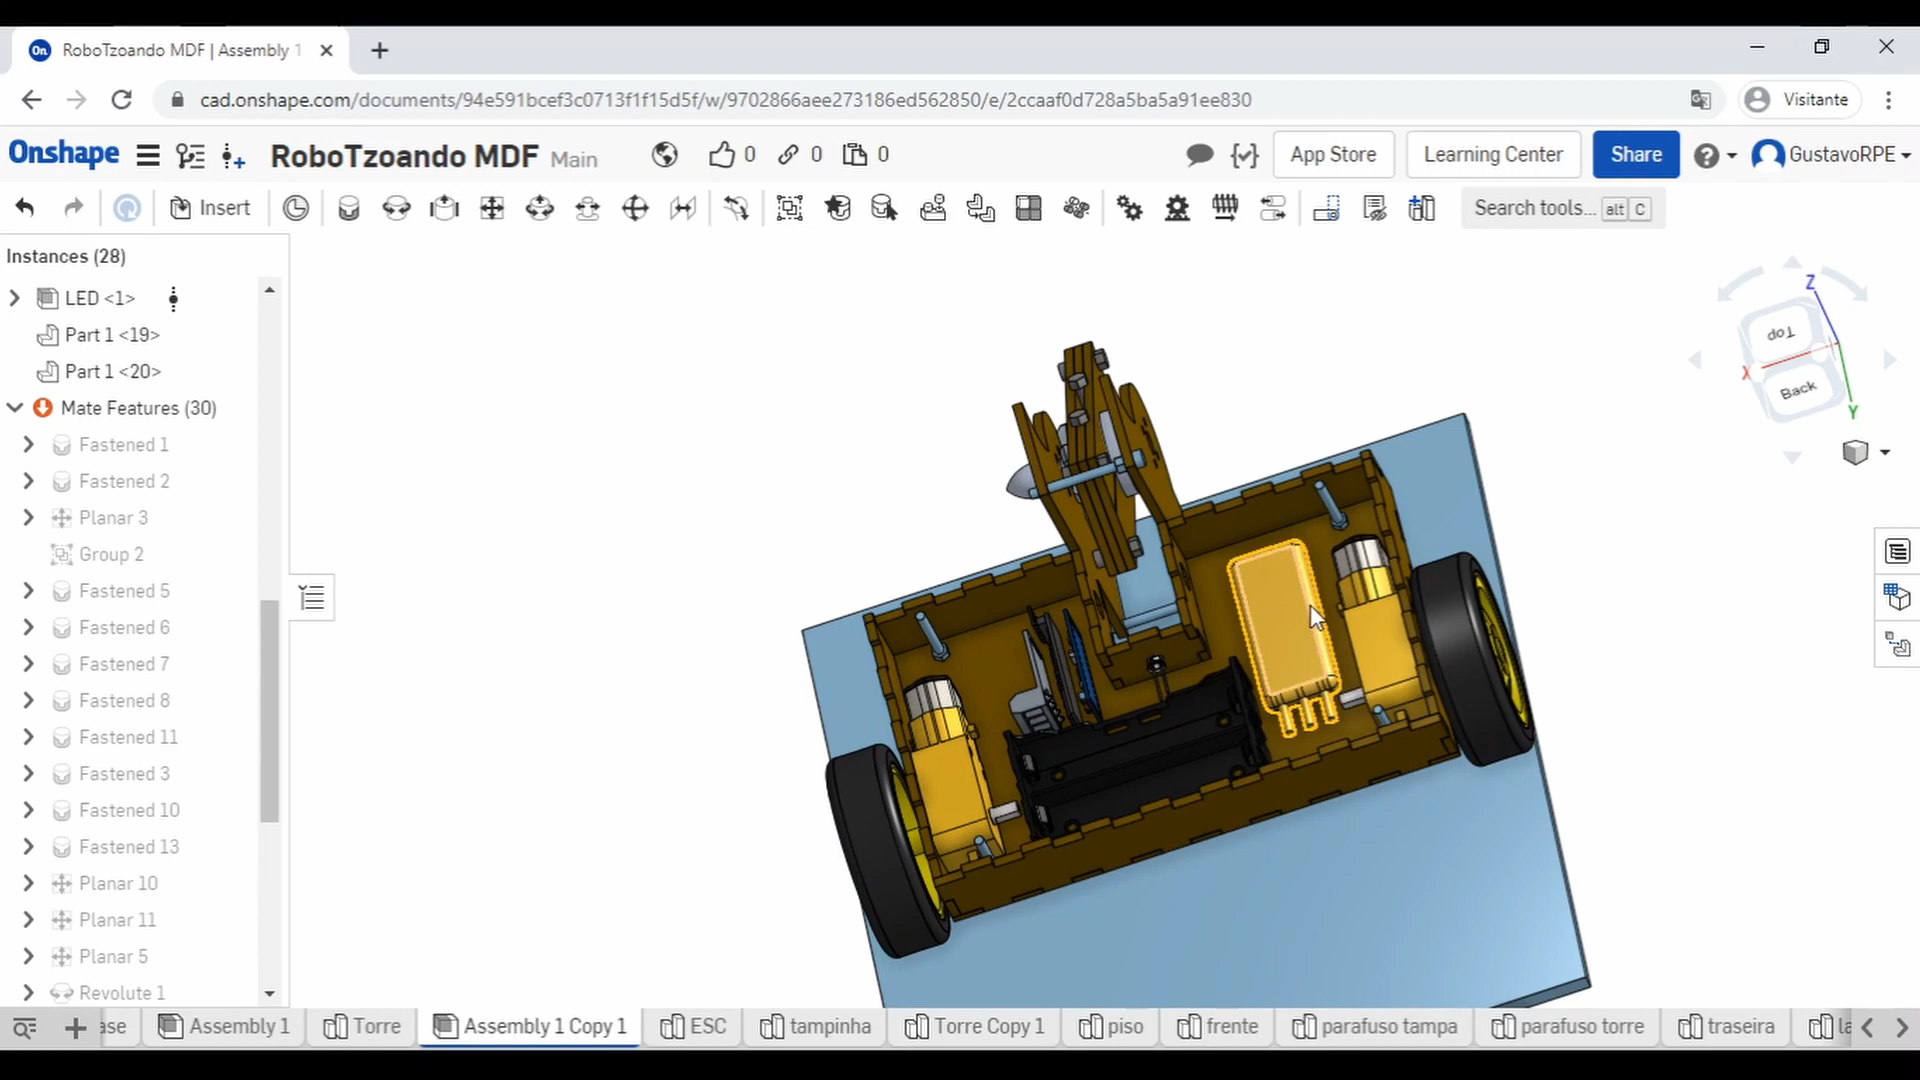 On RoboTzoando MDF | Assembly 1
cad.onshape.com/documents/94e591bcef3c0713f1f15d5f/w/9702866aee273186ed562850/e/2ccaaf0d728a5ba5a91ee830
Visitante
Onshape RoboTzoando MDF Main 0 0 0 App Store Learning Center Share GustavoRPE
Insert Search tools... alt C
Instances (28)
LED <1>
Part 1 <19>
Part 1 <20>
Mate Features (30)
Fastened 1
Fastened 2
Planar 3
Group 2
Fastened 5
Fastened 6
Fastened 7
Fastened 8
Fastened 11
Fastened 3
Fastened 10
Fastened 13
Planar 10
Planar 11
Planar 5
Revolute 1
Z
Top
X
Back
Y
ase Assembly 1 Torre Assembly 1 Copy 1 ESC tampinha Torre Copy 1 piso frente parafuso tampa parafuso torre traseira